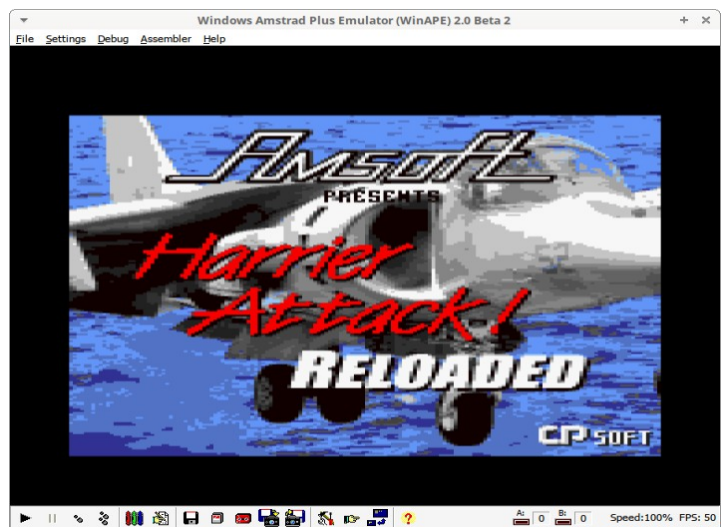 Windows Amstrad Plus Emulator (WinAPE) 2.0 Beta 2
File Settings Debug Assembler Help
Amsoft
PRESENTS
Harrier
Attack!
RELOADED
CP SOFT
A: 0 B: 0 Speed:100% FPS: 50